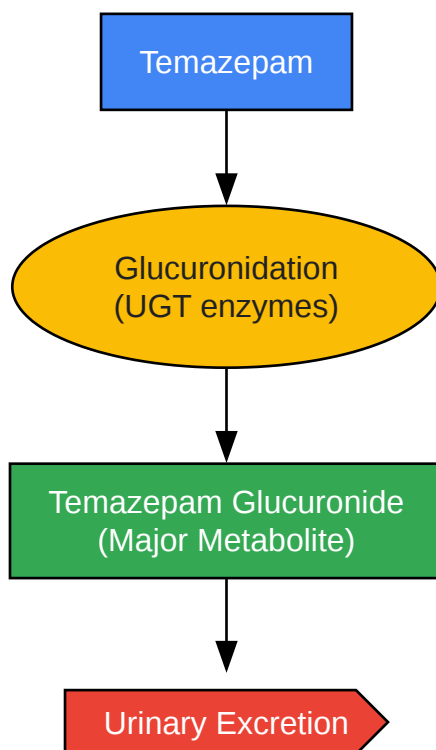 Temazepam
Glucuronidation
(UGT enzymes)
Temazepam Glucuronide
(Major Metabolite)
Urinary Excretion